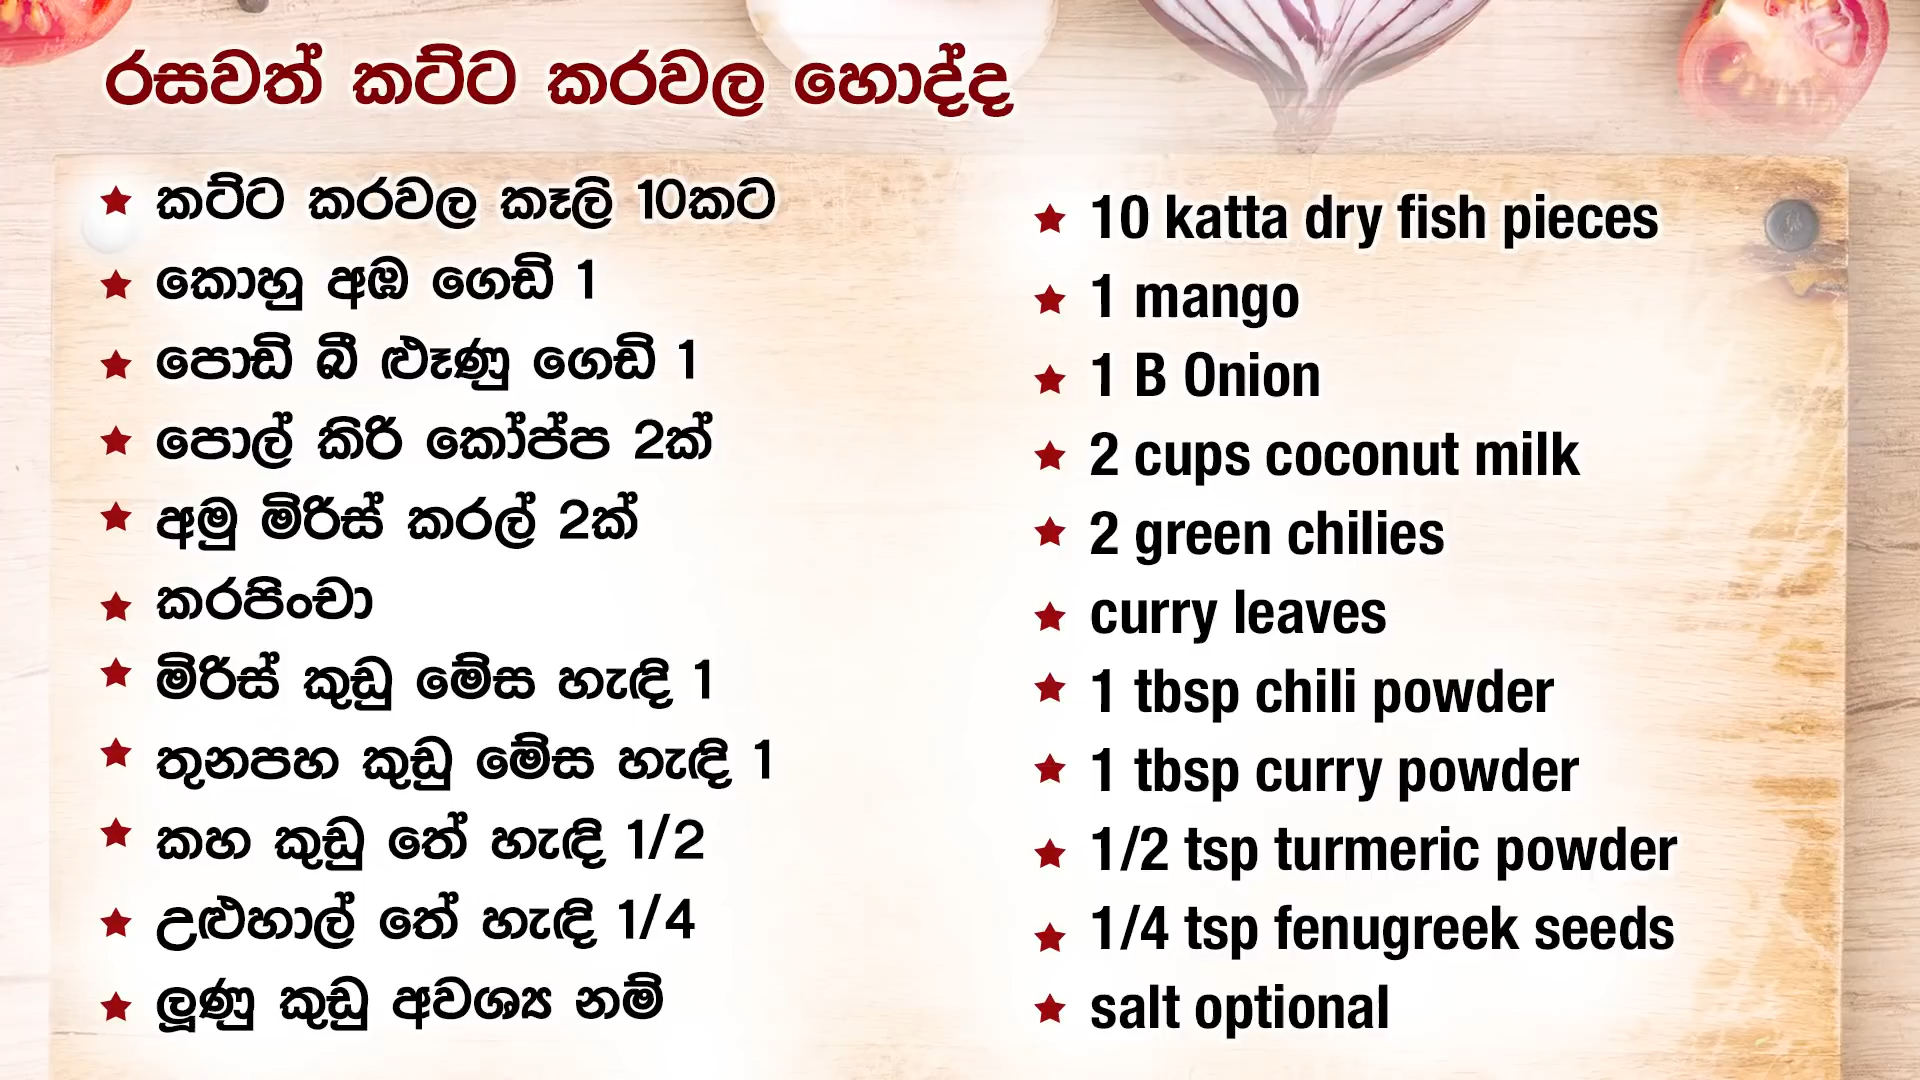 රසවත් කට්ට කරවල හොද්ද
කට්ට කරවල කෑලි 10කට
කොහු අඹ ගෙඩි 1
පොඩි බී ළූණු ගෙඩි 1
පොල් කිරි කෝප්ප 2ක්
අමු මිරිස් කරල් 2ක්
කරපිංචා
මිරිස් කුඩු මේස හැඳි 1
තුනපහ කුඩු මේස හැඳි 1
කහ කුඩු තේ හැඳි 1/2
උළුහාල් තේ හැඳි 1/4
ලූණු කුඩු අවශ්‍ය නම්
10 katta dry fish pieces
1 mango
1 B Onion
2 cups coconut milk
2 green chilies
curry leaves
1 tbsp chili powder
1 tbsp curry powder
1/2 tsp turmeric powder
1/4 tsp fenugreek seeds
salt optional